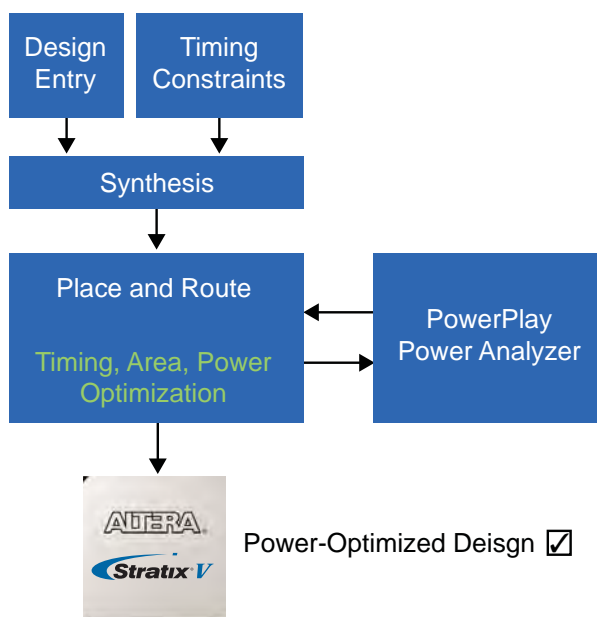 Design
Entry
Timing
Constraints
Synthesis
Place and Route
Timing, Area, Power
Optimization
PowerPlay
Power Analyzer
ALTERA.
Stratix V
Power-Optimized Deisgn ☑